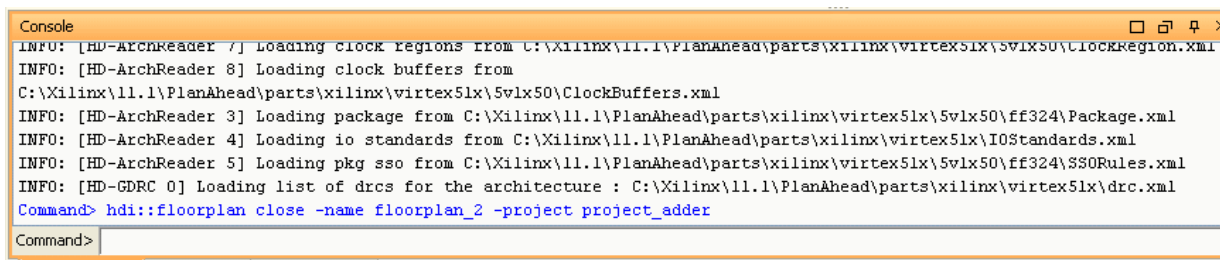 Console
INFO: [HD-ArchReader 7] Loading clock regions from C:\Xilinx\11.1\PlanAhead\parts\xilinx\virtex5lx\5vlx50\ClockRegion.xml
INFO: [HD-ArchReader 8] Loading clock buffers from
C:\Xilinx\11.1\PlanAhead\parts\xilinx\virtex5lx\5vlx50\ClockBuffers.xml
INFO: [HD-ArchReader 3] Loading package from C:\Xilinx\11.1\PlanAhead\parts\xilinx\virtex5lx\5vlx50\ff324\Package.xml
INFO: [HD-ArchReader 4] Loading io standards from C:\Xilinx\11.1\PlanAhead\parts\xilinx\virtex5lx\IOStandards.xml
INFO: [HD-ArchReader 5] Loading pkg sso from C:\Xilinx\11.1\PlanAhead\parts\xilinx\virtex5lx\5vlx50\ff324\SSORules.xml
INFO: [HD-GDRC 0] Loading list of drcs for the architecture : C:\Xilinx\11.1\PlanAhead\parts\xilinx\virtex5lx\drc.xml
Command> hdi::floorplan close -name floorplan_2 -project project_adder
Command>